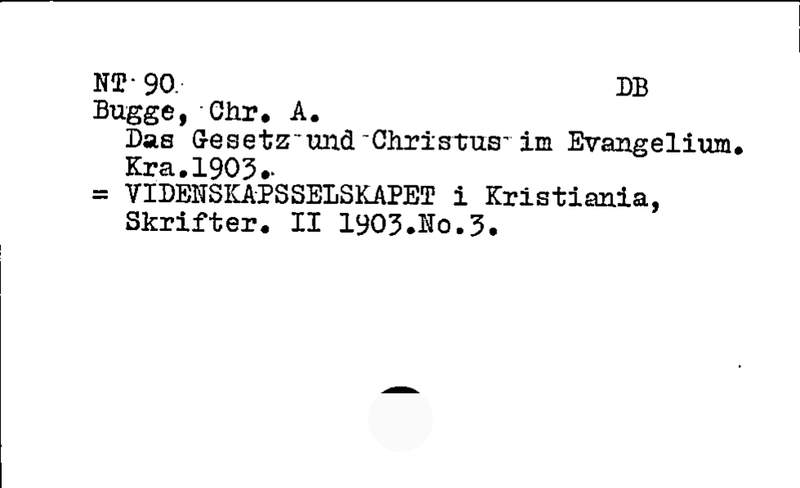 NT 90. DB
Bugge, Chr. A.
Das Gesetz und Christus im Evangelium.
Kra.1903.
= VIDENSKAPSSELSKAPET i Kristiania,
Skrifter. II 1903.No.3.